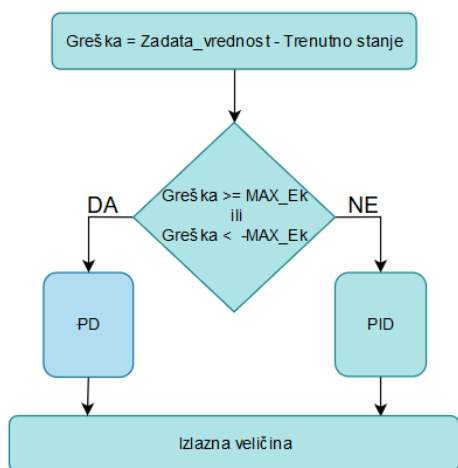 Greška = Zadata_vrednost - Trenutno stanje
Greška >= MAX_Ek
ili
Greška < -MAX_Ek
DA
NE
PD
PID
Izlazna veličina